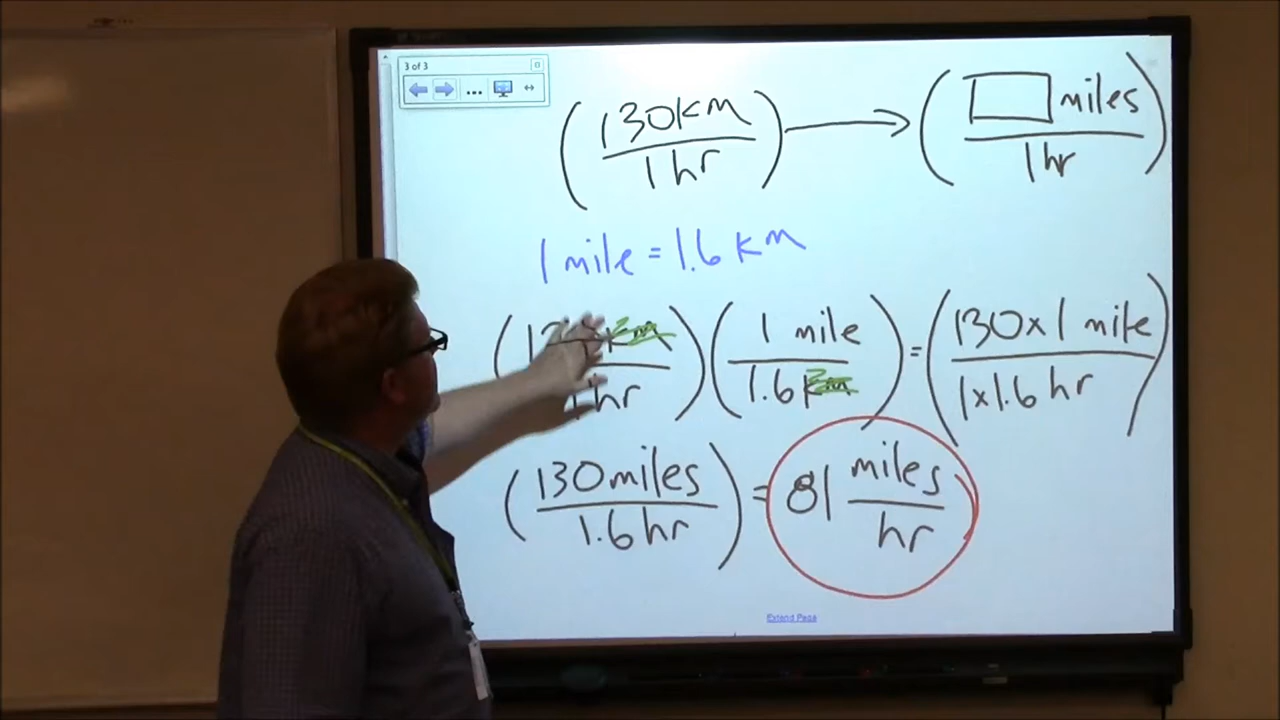 3 of 3
(130 km / 1 hr) → (□ miles / 1 hr)
1 mile = 1.6 km
( km / 1 hr) (1 mile / 1.6 km) = (130 x 1 mile / 1 x 1.6 hr)
(130 miles / 1.6 hr) = 81 miles / hr
Extend Page